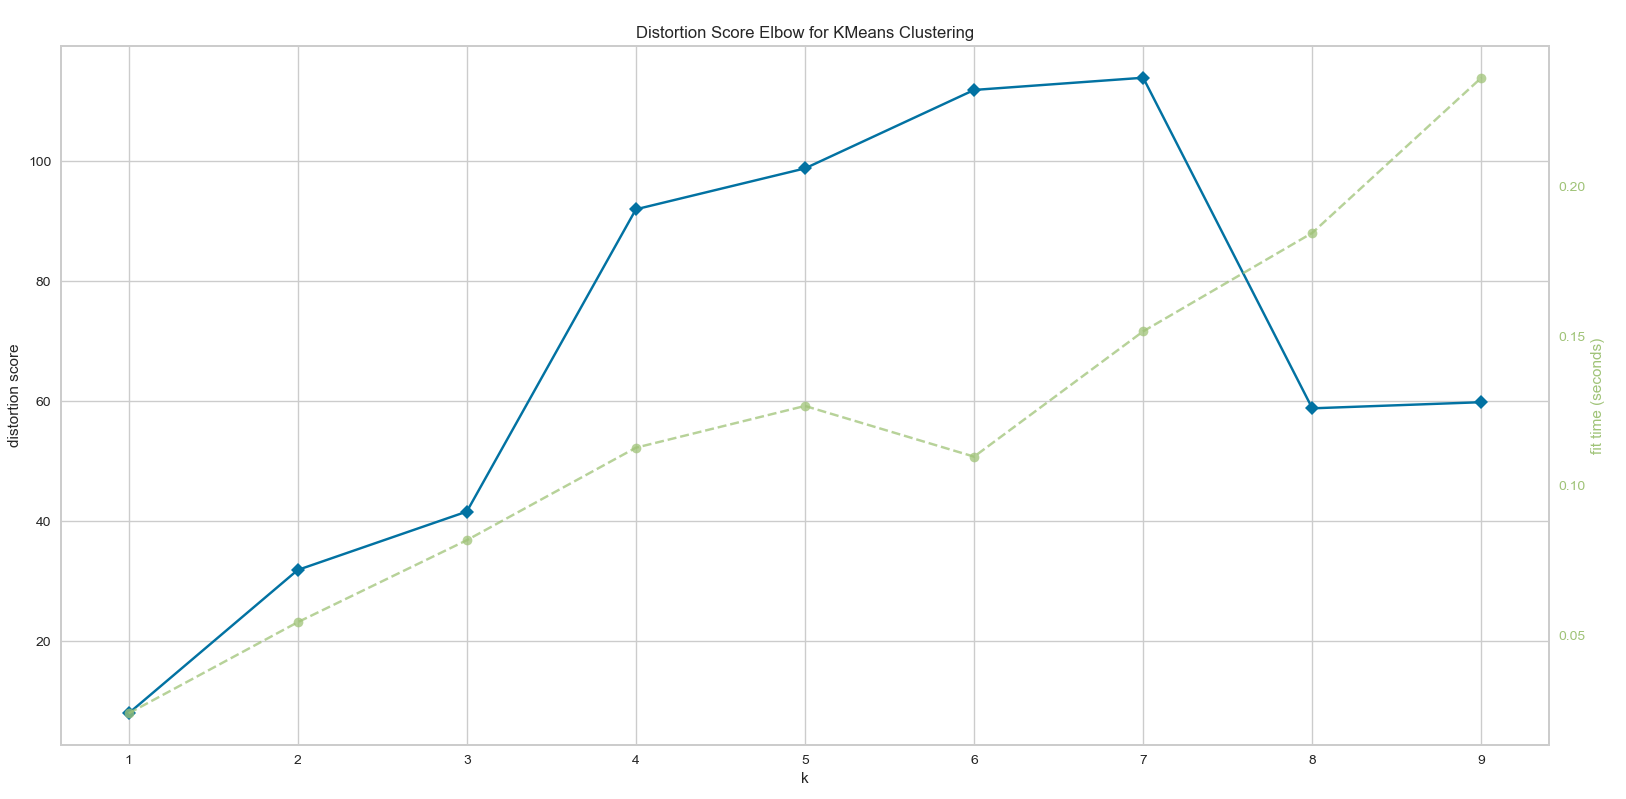 Distortion Score Elbow for KMeans Clustering
distortion score
100
80
60
40
20
1 2 3 4 5 6 7 8 9
k
0.20
0.15
0.10
0.05
fit time (seconds)